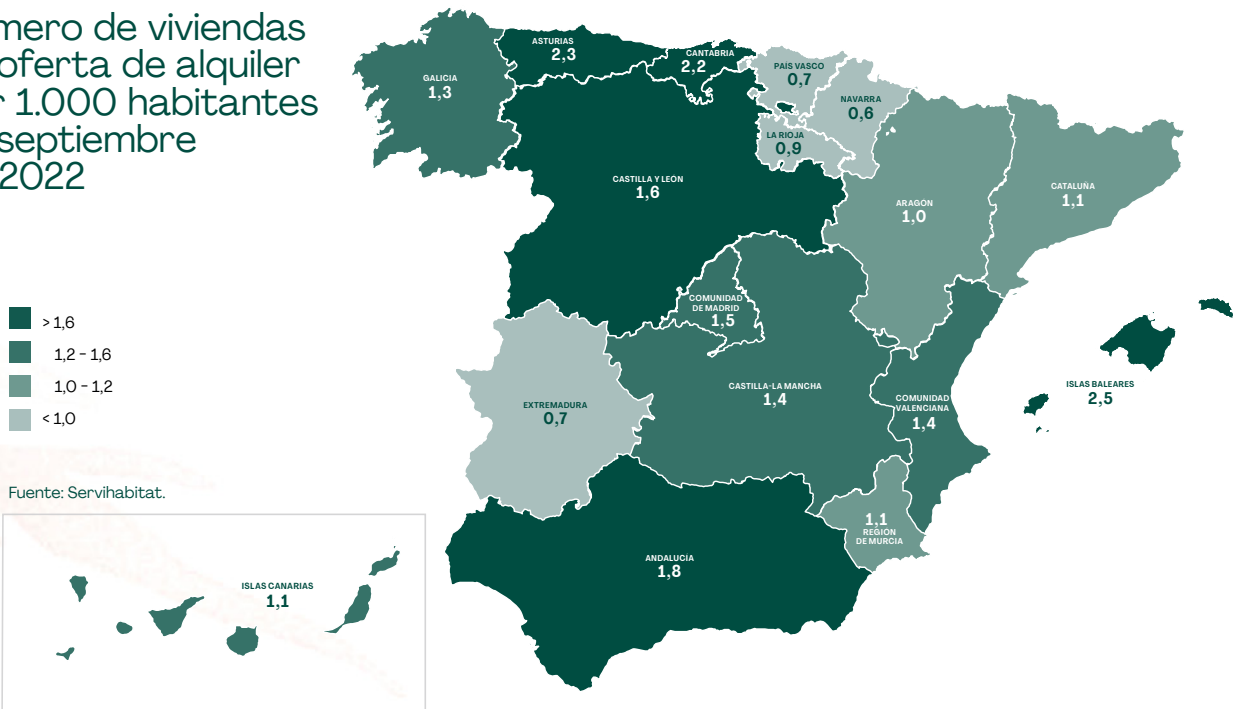 mero de viviendas
oferta de alquiler
r 1.000 habitantes
septiembre
2022
> 1,6
1,2 - 1,6
1,0 - 1,2
< 1,0
Fuente: Servihabitat.
GALICIA
1,3
ASTURIAS
2,3
CANTABRIA
2,2
PAIS VASCO
0,7
NAVARRA
0,6
LA RIOJA
0,9
CASTILLA Y LEON
1,6
ARAGON
1,0
CATALUÑA
1,1
COMUNIDAD
DE MADRID
1,5
CASTILLA-LA MANCHA
1,4
COMUNIDAD
VALENCIANA
1,4
ISLAS BALEARES
2,5
EXTREMADURA
0,7
1,1
REGION
DE MURCIA
ANDALUCÍA
1,8
ISLAS CANARIAS
1,1